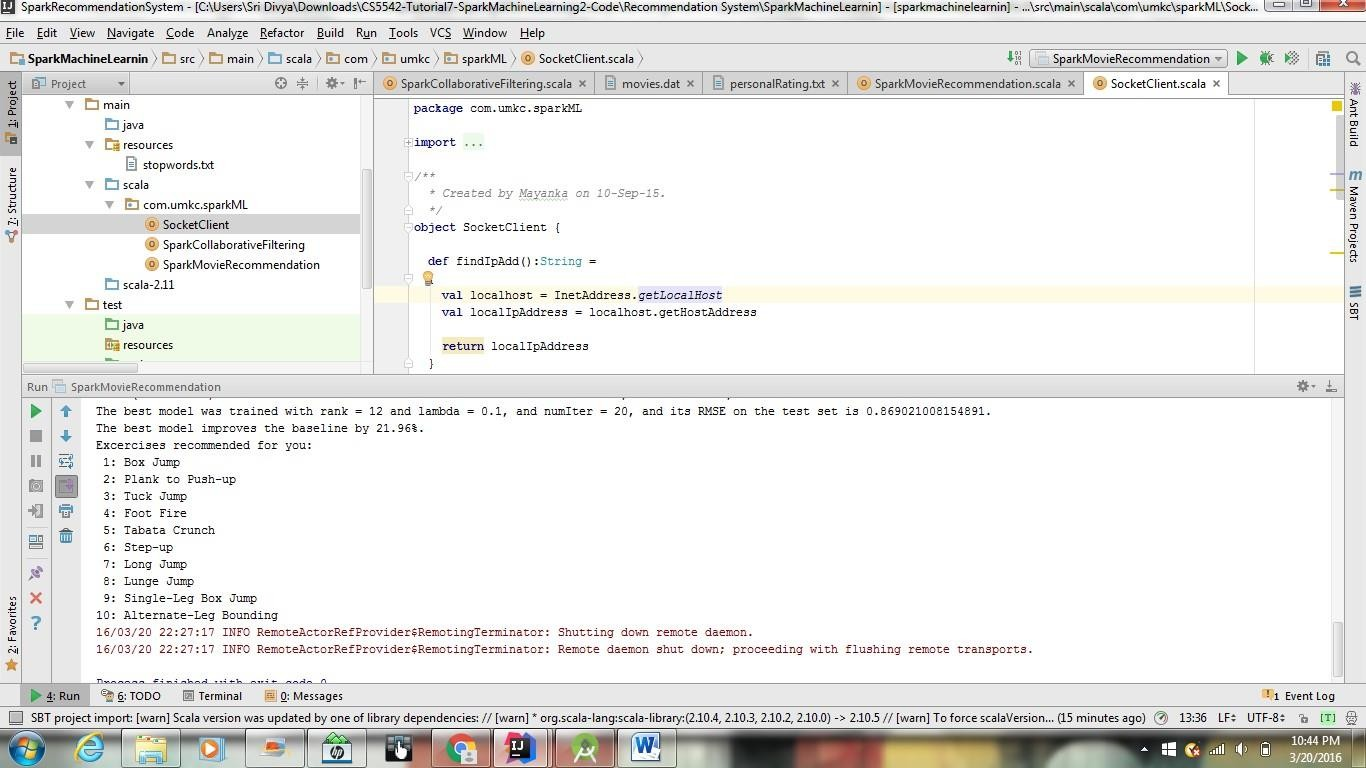 SparkRecommendationSystem - [C:\Users\Sri Divya\Downloads\CS5542-Tutorial7-SparkMachineLearning2-Code\Recommendation System\SparkMachineLearnin] - [sparkmachinelearnin] - ...\src\main\scala\com\umkc\sparkML\Sock...
File Edit View Navigate Code Analyze Refactor Build Run Tools VCS Window Help
SparkMachineLearnin src main scala com umkc sparkML SocketClient.scala SparkMovieRecommendation
Project SparkCollaborativeFiltering.scala movies.dat personalRating.txt SparkMovieRecommendation.scala SocketClient.scala
1: Project
7: Structure
2: Favorites
main
java
resources
stopwords.txt
scala
com.umkc.sparkML
SocketClient
SparkCollaborativeFiltering
SparkMovieRecommendation
scala-2.11
test
java
resources
package com.umkc.sparkML
import ...
/**
* Created by Mayanka on 10-Sep-15.
*/
object SocketClient {
def findIpAdd():String =
val localhost = InetAddress.getLocalHost
val localIpAddress = localhost.getHostAddress
return localIpAddress
}
Ant Build
Maven Projects
SBT
Run SparkMovieRecommendation
The best model was trained with rank = 12 and lambda = 0.1, and numIter = 20, and its RMSE on the test set is 0.869021008154891.
The best model improves the baseline by 21.96%.
Excercises recommended for you:
1: Box Jump
2: Plank to Push-up
3: Tuck Jump
4: Foot Fire
5: Tabata Crunch
6: Step-up
7: Long Jump
8: Lunge Jump
9: Single-Leg Box Jump
10: Alternate-Leg Bounding
16/03/20 22:27:17 INFO RemoteActorRefProvider$RemotingTerminator: Shutting down remote daemon.
16/03/20 22:27:17 INFO RemoteActorRefProvider$RemotingTerminator: Remote daemon shut down; proceeding with flushing remote transports.
Process finished with exit code 0
4: Run 6: TODO Terminal 0: Messages 1 Event Log
SBT project import: [warn] Scala version was updated by one of library dependencies: // [warn] * org.scala-lang:scala-library:(2.10.4, 2.10.3, 2.10.2, 2.10.0) -> 2.10.5 // [warn] To force scalaVersion... (15 minutes ago) 13:36 LF UTF-8 [T]
10:44 PM
3/20/2016